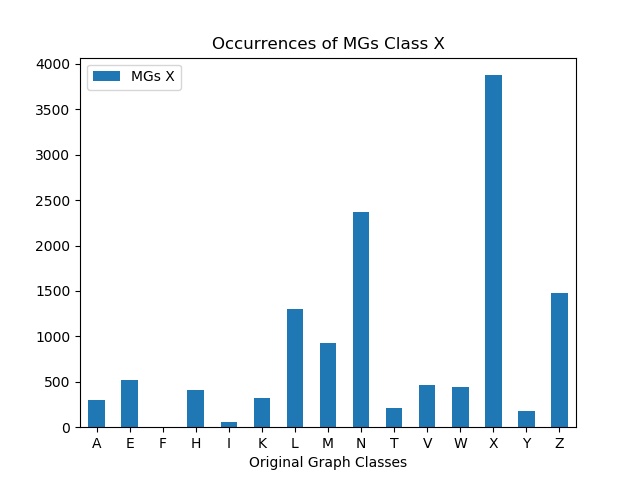 Occurrences of MGs Class X
MGs X
4000
3500
3000
2500
2000
1500
1000
500
0
A E F H I K L M N T V W X Y Z
Original Graph Classes